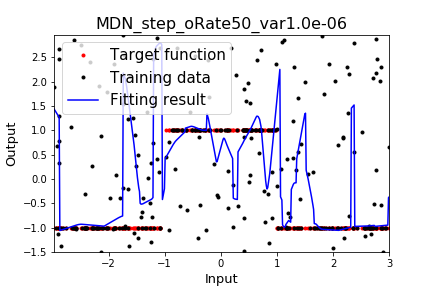 MDN_step_oRate50_var1.0e-06
Target function
Training data
Fitting result
2.5
2.0
1.5
1.0
0.5
0.0
−0.5
−1.0
−1.5
Output
−2
−1
0
1
2
3
Input